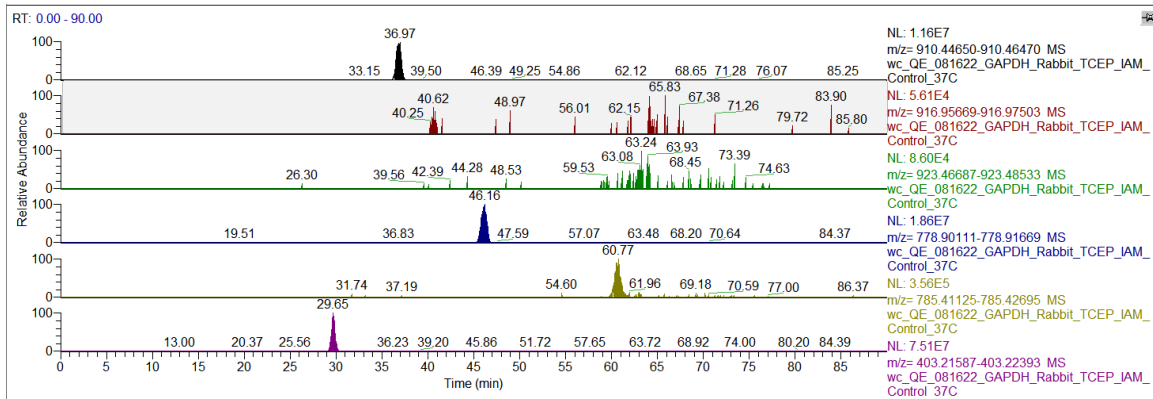 RT: 0.00 - 90.00
Relative Abundance
100
0
33.15 36.97 39.50 46.39 49.25 54.86 62.12 68.65 71.28 76.07 85.25
NL: 1.16E7
m/z= 910.44650-910.46470 MS
wc_QE_081622_GAPDH_Rabbit_TCEP_IAM_
Control_37C
100
0
40.25 40.62 48.97 56.01 62.15 65.83 67.38 71.26 79.72 83.90 85.80
NL: 5.61E4
m/z= 916.95669-916.97503 MS
wc_QE_081622_GAPDH_Rabbit_TCEP_IAM_
Control_37C
100
0
26.30 39.56 42.39 44.28 48.53 59.53 63.08 63.24 63.93 68.45 73.39 74.63
NL: 8.60E4
m/z= 923.46687-923.48533 MS
wc_QE_081622_GAPDH_Rabbit_TCEP_IAM_
Control_37C
100
0
19.51 36.83 46.16 47.59 57.07 63.48 68.20 70.64 84.37
NL: 1.86E7
m/z= 778.90111-778.91669 MS
wc_QE_081622_GAPDH_Rabbit_TCEP_IAM_
Control_37C
100
0
31.74 37.19 54.60 60.77 61.96 69.18 70.59 77.00 86.37
NL: 3.56E5
m/z= 785.41125-785.42695 MS
wc_QE_081622_GAPDH_Rabbit_TCEP_IAM_
Control_37C
100
0
13.00 20.37 25.56 29.65 36.23 39.20 45.86 51.72 57.65 63.72 68.92 74.00 80.20 84.39
NL: 7.51E7
m/z= 403.21587-403.22393 MS
wc_QE_081622_GAPDH_Rabbit_TCEP_IAM_
Control_37C
0 5 10 15 20 25 30 35 40 45 50 55 60 65 70 75 80 85
Time (min)